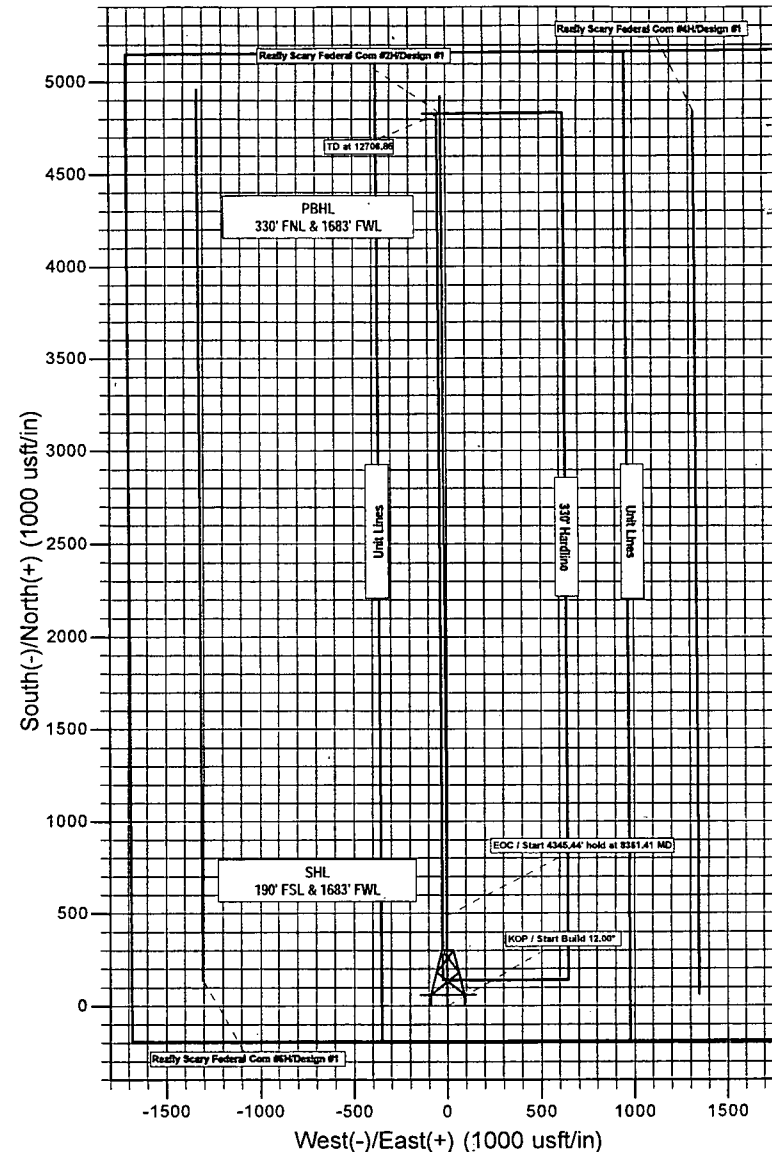 Really Scary Federal Com #4H/Design #1
Really Scary Federal Com #2H/Design #1
5000
TD at 12706.86
4500
PBHL
330' FNL & 1683' FWL
4000
3500
3000
Unit Lines
330' Hardline
Unit Lines
2500
South(-)/North(+) (1000 usft/in)
2000
1500
1000
EOC / Start 4345.44' hold at 8361.41 MD
SHL
190' FSL & 1683' FWL
500
KOP / Start Build 12.00°
0
Really Scary Federal Com #6H/Design #1
-1500
-1000
-500
0
500
1000
1500
West(-)/East(+) (1000 usft/in)